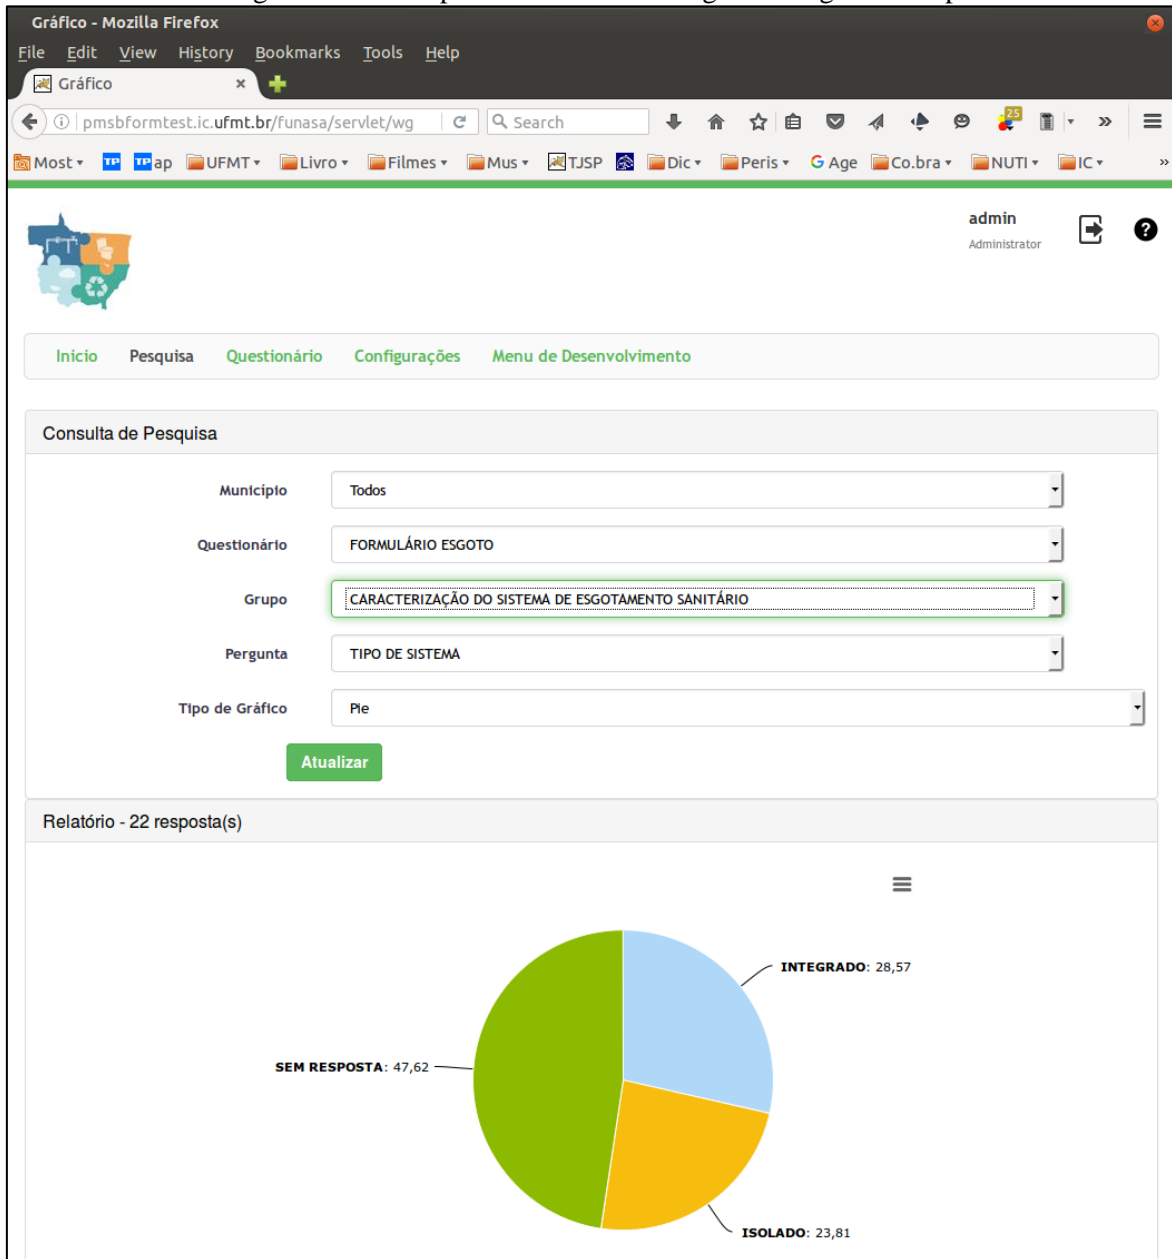 Gráfico - Mozilla Firefox
File Edit View History Bookmarks Tools Help
Gráfico
pmsbformtest.ic.ufmt.br/funasa/servlet/wg Search 25
Most TP TP ap UFMT Livro Filmes Mus TJSP Dic Peris G Age Co.bra NUTI IC
admin
Administrator
Inicio Pesquisa Questionário Configurações Menu de Desenvolvimento
Consulta de Pesquisa
Município Todos
Questionário FORMULÁRIO ESGOTO
Grupo CARACTERIZAÇÃO DO SISTEMA DE ESGOTAMENTO SANITÁRIO
Pergunta TIPO DE SISTEMA
Tipo de Gráfico Pie
Atualizar
Relatório - 22 resposta(s)
INTEGRADO: 28,57
SEM RESPOSTA: 47,62
ISOLADO: 23,81